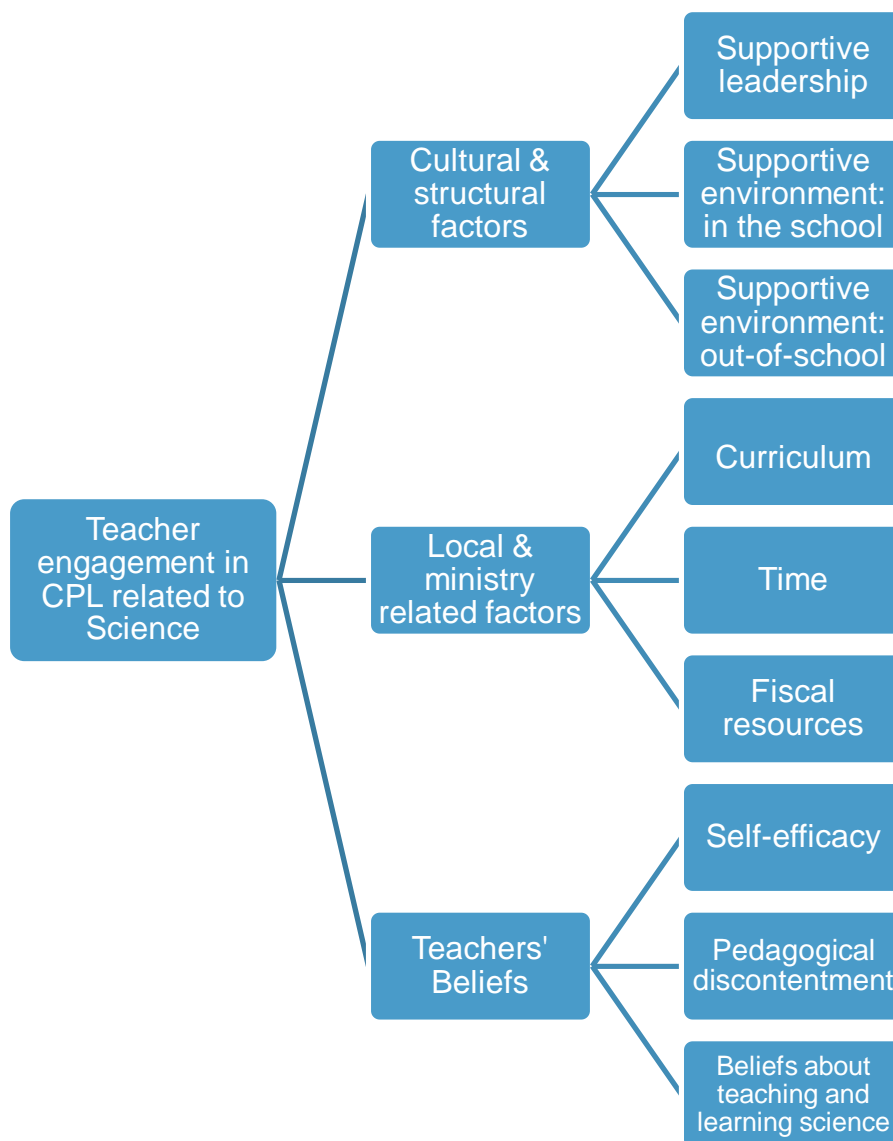 Supportive
leadership
Cultural &
structural
factors
Supportive
environment:
in the school
Supportive
environment:
out-of-school
Teacher
engagement in
CPL related to
Science
Local &
ministry
related factors
Curriculum
Time
Fiscal
resources
Teachers'
Beliefs
Self-efficacy
Pedagogical
discontentment
Beliefs about
teaching and
learning science